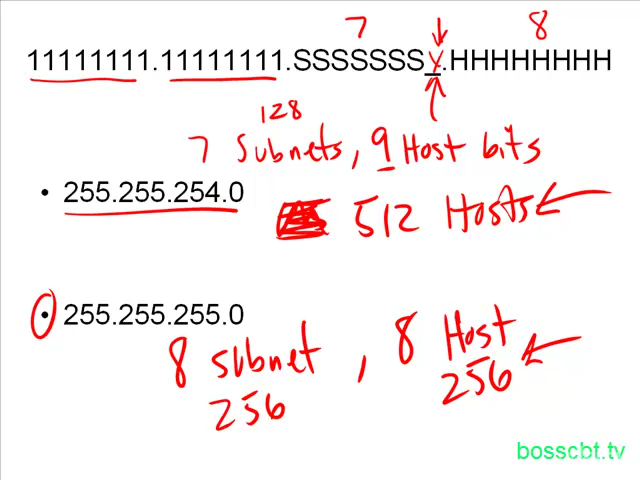 7 8
11111111.11111111.SSSSSSSY.HHHHHHHH
128
7 Subnets, 9 Host bits
• 255.255.254.0
512 Hosts
• 255.255.255.0
8 subnet, 8 Host
256 256
bosscbt.tv